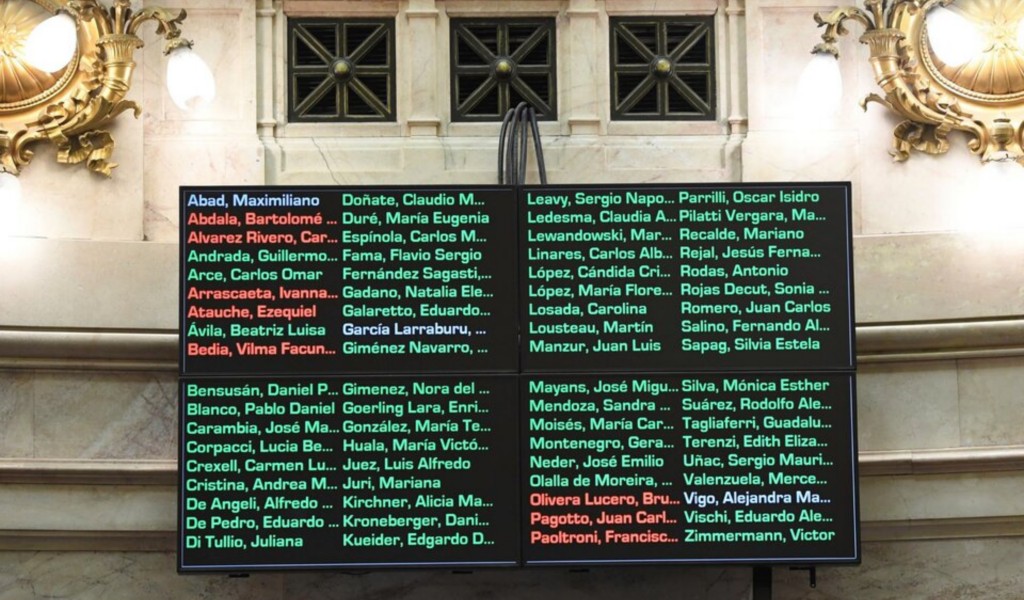 Abad, Maximiliano
Abdala, Bartolomé ...
Alvarez Rivero, Car...
Andrada, Guillermo...
Arce, Carlos Omar
Arrascaeta, Ivanna...
Atauche, Ezequiel
Ávila, Beatriz Luisa
Bedia, Vilma Facun...
Doñate, Claudio M...
Duré, María Eugenia
Espínola, Carlos M...
Fama, Flavio Sergio
Fernández Sagasti,...
Gadano, Natalia Ele...
Galaretto, Eduardo...
García Larraburu, ...
Giménez Navarro, ...
Leavy, Sergio Napo...
Ledesma, Claudia A...
Lewandowski, Mar...
Linares, Carlos Alb...
López, Cándida Cri...
López, María Flore...
Losada, Carolina
Lousteau, Martín
Manzur, Juan Luis
Parrilli, Oscar Isidro
Pilatti Vergara, Ma...
Recalde, Mariano
Rejal, Jesús Ferna...
Rodas, Antonio
Rojas Decut, Sonia ...
Romero, Juan Carlos
Salino, Fernando Al...
Sapag, Silvia Estela
Bensusán, Daniel P...
Blanco, Pablo Daniel
Carambia, José Ma...
Corpacci, Lucia Be...
Crexell, Carmen Lu...
Cristina, Andrea M...
De Angeli, Alfredo ...
De Pedro, Eduardo ...
Di Tullio, Juliana
Gimenez, Nora del ...
Goerling Lara, Enri...
González, María Te...
Huala, María Victó...
Juez, Luis Alfredo
Juri, Mariana
Kirchner, Alicia Ma...
Kroneberger, Dani...
Kueider, Edgardo D...
Mayans, José Migu...
Mendoza, Sandra ...
Moisés, María Car...
Montenegro, Gera...
Neder, José Emilio
Olalla de Moreira, ...
Olivera Lucero, Bru...
Pagotto, Juan Carl...
Paoltroni, Francisc...
Silva, Mónica Esther
Suárez, Rodolfo Ale...
Tagliaferri, Guadalu...
Terenzi, Edith Eliza...
Uñac, Sergio Mauri...
Valenzuela, Merce...
Vigo, Alejandra Ma...
Vischi, Eduardo Ale...
Zimmermann, Victor